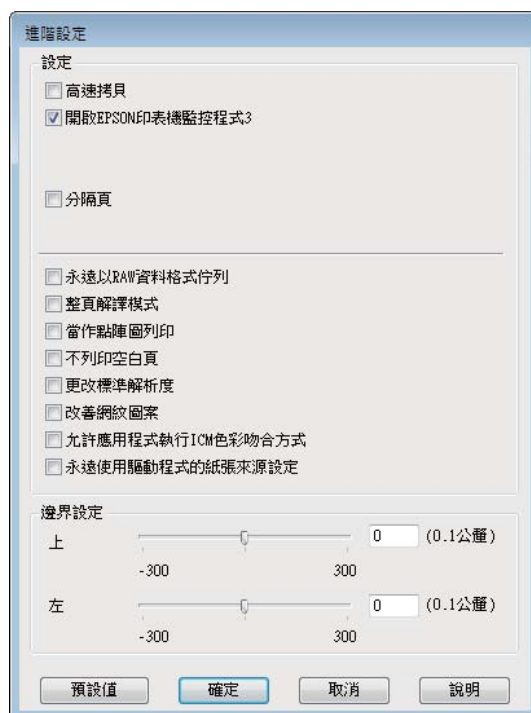 進階設定
設定
高速拷貝
開啟EPSON印表機監控程式3
分隔頁
永遠以RAW資料格式佇列
整頁解譯模式
當作點陣圖列印
不列印空白頁
更改標準解析度
改善網紋圖案
允許應用程式執行ICM色彩吻合方式
永遠使用驅動程式的紙張來源設定
邊界設定
上 0 (0.1公釐)
-300 300
左 0 (0.1公釐)
-300 300
預設值 確定 取消 說明